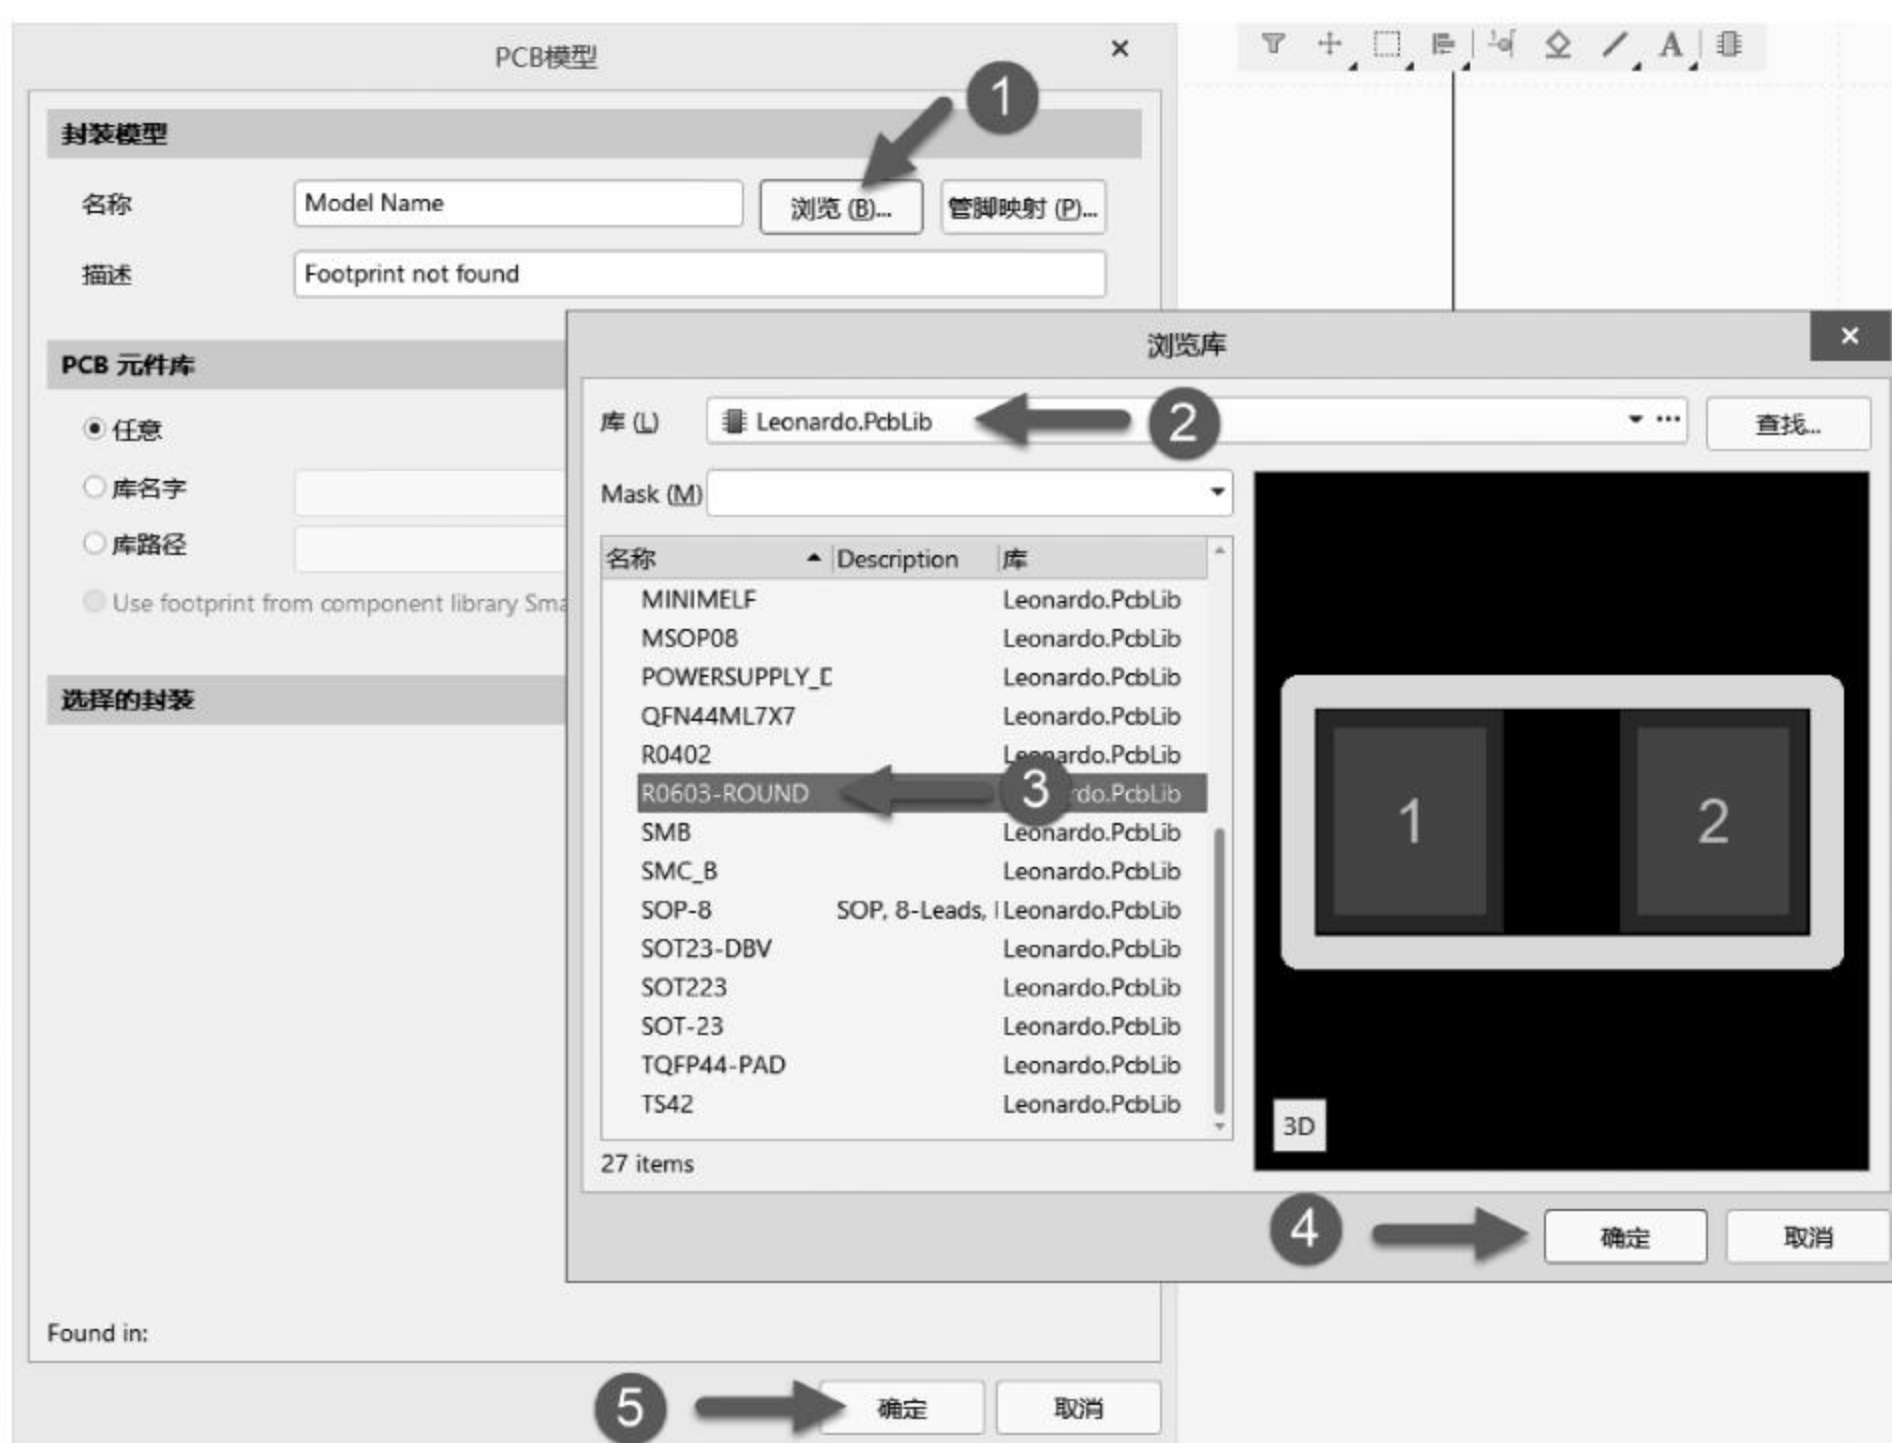 PCB模型
1
封装模型
名称 Model Name 浏览 (B)... 管脚映射 (P)...
描述 Footprint not found
PCB 元件库
任意
库名字
库路径
Use footprint from component library Sma
选择的封装
Found in:
5 确定 取消
A
浏览库
库 (L) Leonardo.PcbLib 2 ... 查找...
Mask (M)
名称 Description 库
MINIMELF Leonardo.PcbLib
MSOP08 Leonardo.PcbLib
POWERSUPPLY_D Leonardo.PcbLib
QFN44ML7X7 Leonardo.PcbLib
R0402 Leonardo.PcbLib
R0603-ROUND 3 rdo.PcbLib
SMB Leonardo.PcbLib
SMC_B Leonardo.PcbLib
SOP-8 SOP, 8-Leads, Leonardo.PcbLib
SOT23-DBV Leonardo.PcbLib
SOT223 Leonardo.PcbLib
SOT-23 Leonardo.PcbLib
TQFP44-PAD Leonardo.PcbLib
TS42 Leonardo.PcbLib
27 items
1 2
3D
4 确定 取消